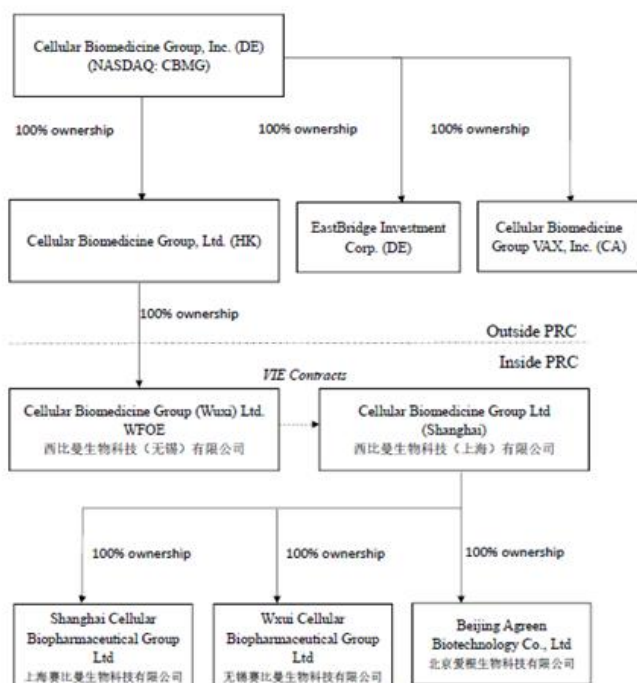 Cellular Biomedicine Group, Inc. (DE)
(NASDAQ: CBMG)
100% ownership
100% ownership
100% ownership
Cellular Biomedicine Group, Ltd. (HK)
EastBridge Investment
Corp. (DE)
Cellular Biomedicine
Group VAX, Inc. (CA)
100% ownership
Outside PRC
Inside PRC
VIE Contracts
Cellular Biomedicine Group (Wuxi) Ltd.
WFOE
西比曼生物科技（无锡）有限公司
Cellular Biomedicine Group Ltd
(Shanghai)
西比曼生物科技（上海）有限公司
100% ownership
100% ownership
100% ownership
Shanghai Cellular
Biopharmaceutical Group
Ltd
上海赛比曼生物科技有限公司
Wxui Cellular
Biopharmaceutical Group
Ltd
无锡赛比曼生物科技有限公司
Beijing Agreen
Biotechnology Co., Ltd
北京爱根生物科技有限公司